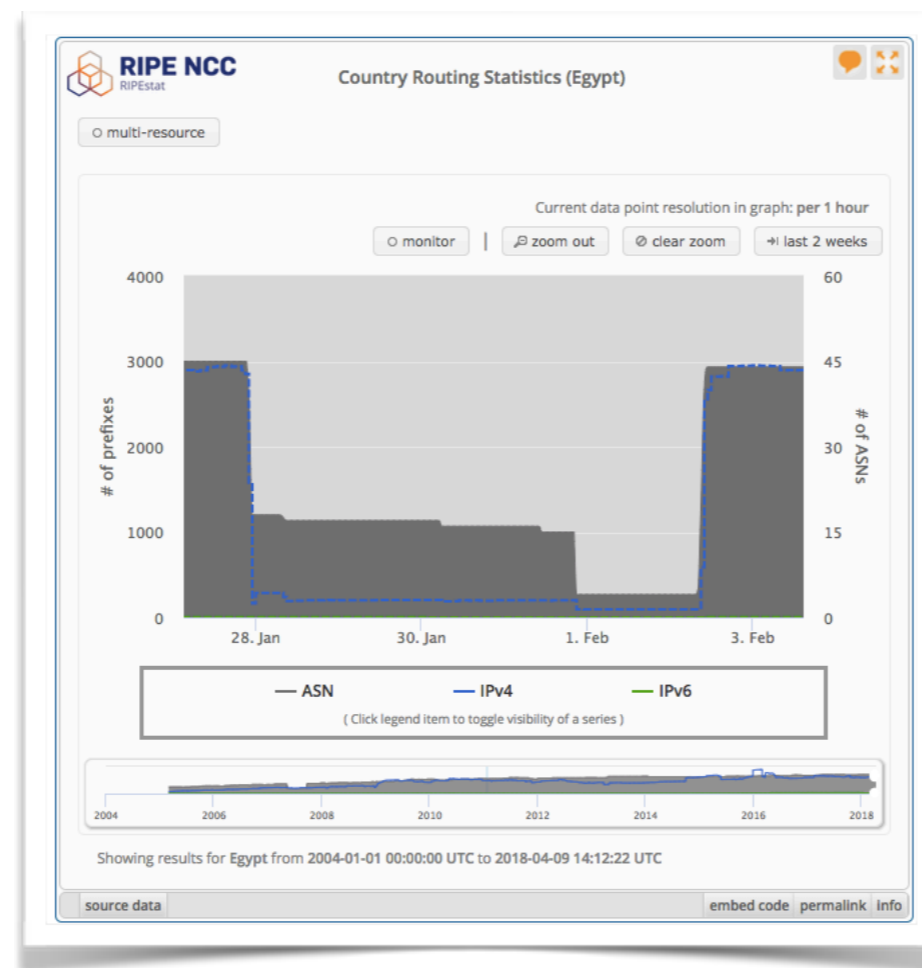 RIPE NCC
RIPEstat
Country Routing Statistics (Egypt)
multi-resource
Current data point resolution in graph: per 1 hour
monitor | zoom out clear zoom last 2 weeks
4000 60
3000 45
2000 30
1000 15
0 0
# of prefixes
# of ASNs
28. Jan 30. Jan 1. Feb 3. Feb
ASN IPv4 IPv6
( Click legend item to toggle visibility of a series )
2004 2006 2008 2010 2012 2014 2016 2018
Showing results for Egypt from 2004-01-01 00:00:00 UTC to 2018-04-09 14:12:22 UTC
source data embed code permalink info